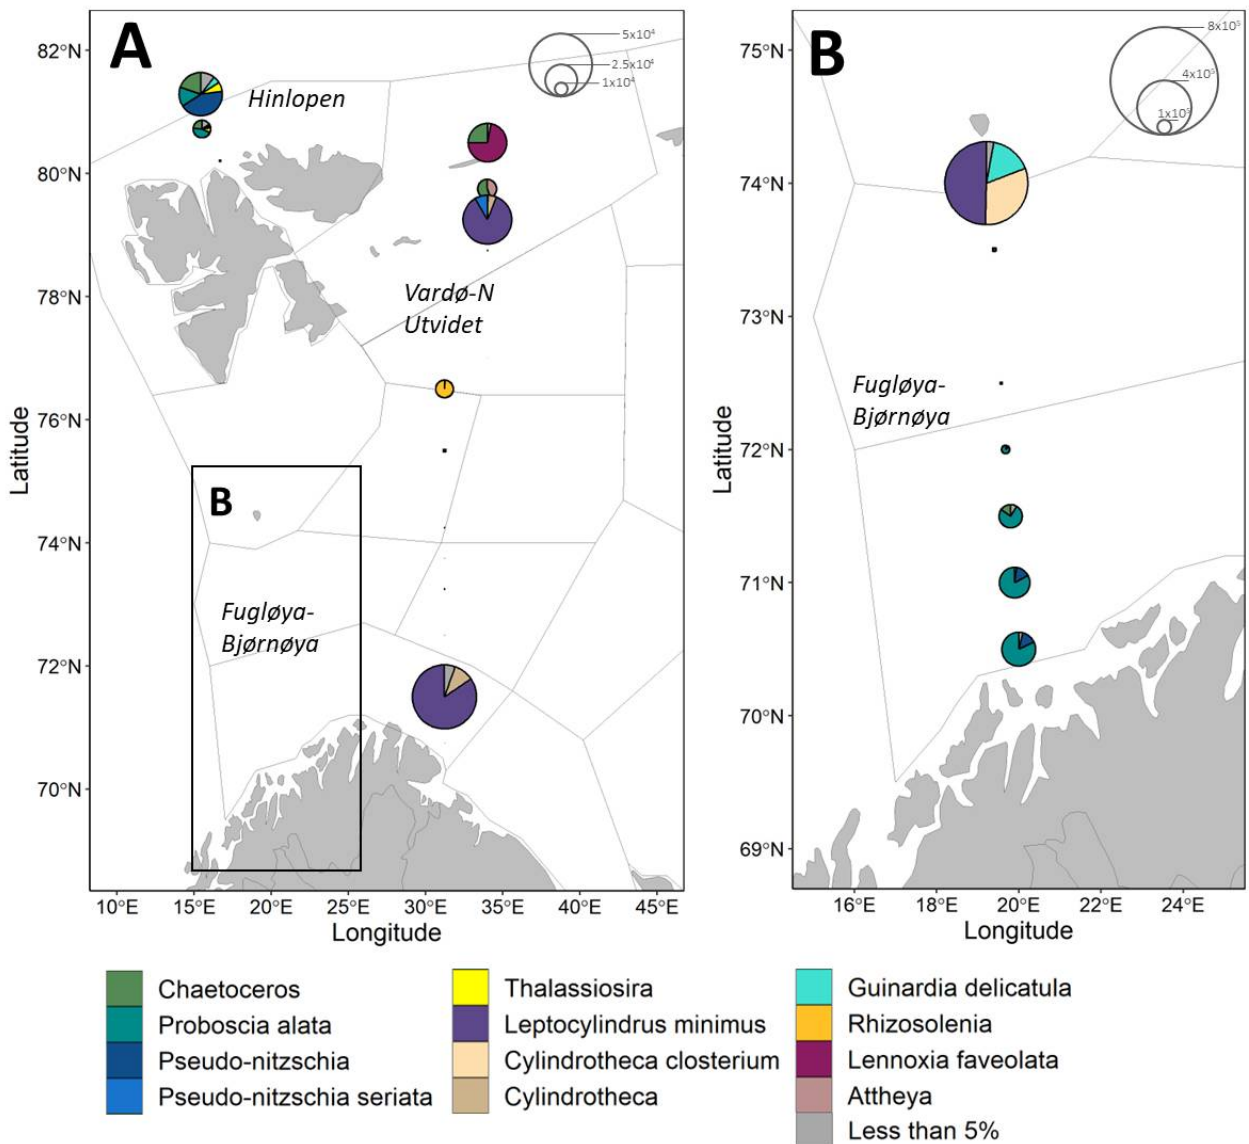 A
5x10⁴
2.5x10⁴
1x10⁴
Hinlopen
Vardø-N
Utvidet
B
Fugløya-
Bjørnøya
82°N
80°N
78°N
76°N
74°N
72°N
70°N
Latitude
10°E 15°E 20°E 25°E 30°E 35°E 40°E 45°E
Longitude
B
8x10⁵
4x10⁵
1x10⁵
Fugløya-
Bjørnøya
75°N
74°N
73°N
72°N
71°N
70°N
69°N
Latitude
16°E 18°E 20°E 22°E 24°E
Longitude
Chaetoceros
Proboscia alata
Pseudo-nitzschia
Pseudo-nitzschia seriata
Thalassiosira
Leptocylindrus minimus
Cylindrotheca closterium
Cylindrotheca
Guinardia delicatula
Rhizosolenia
Lennoxia faveolata
Attheya
Less than 5%